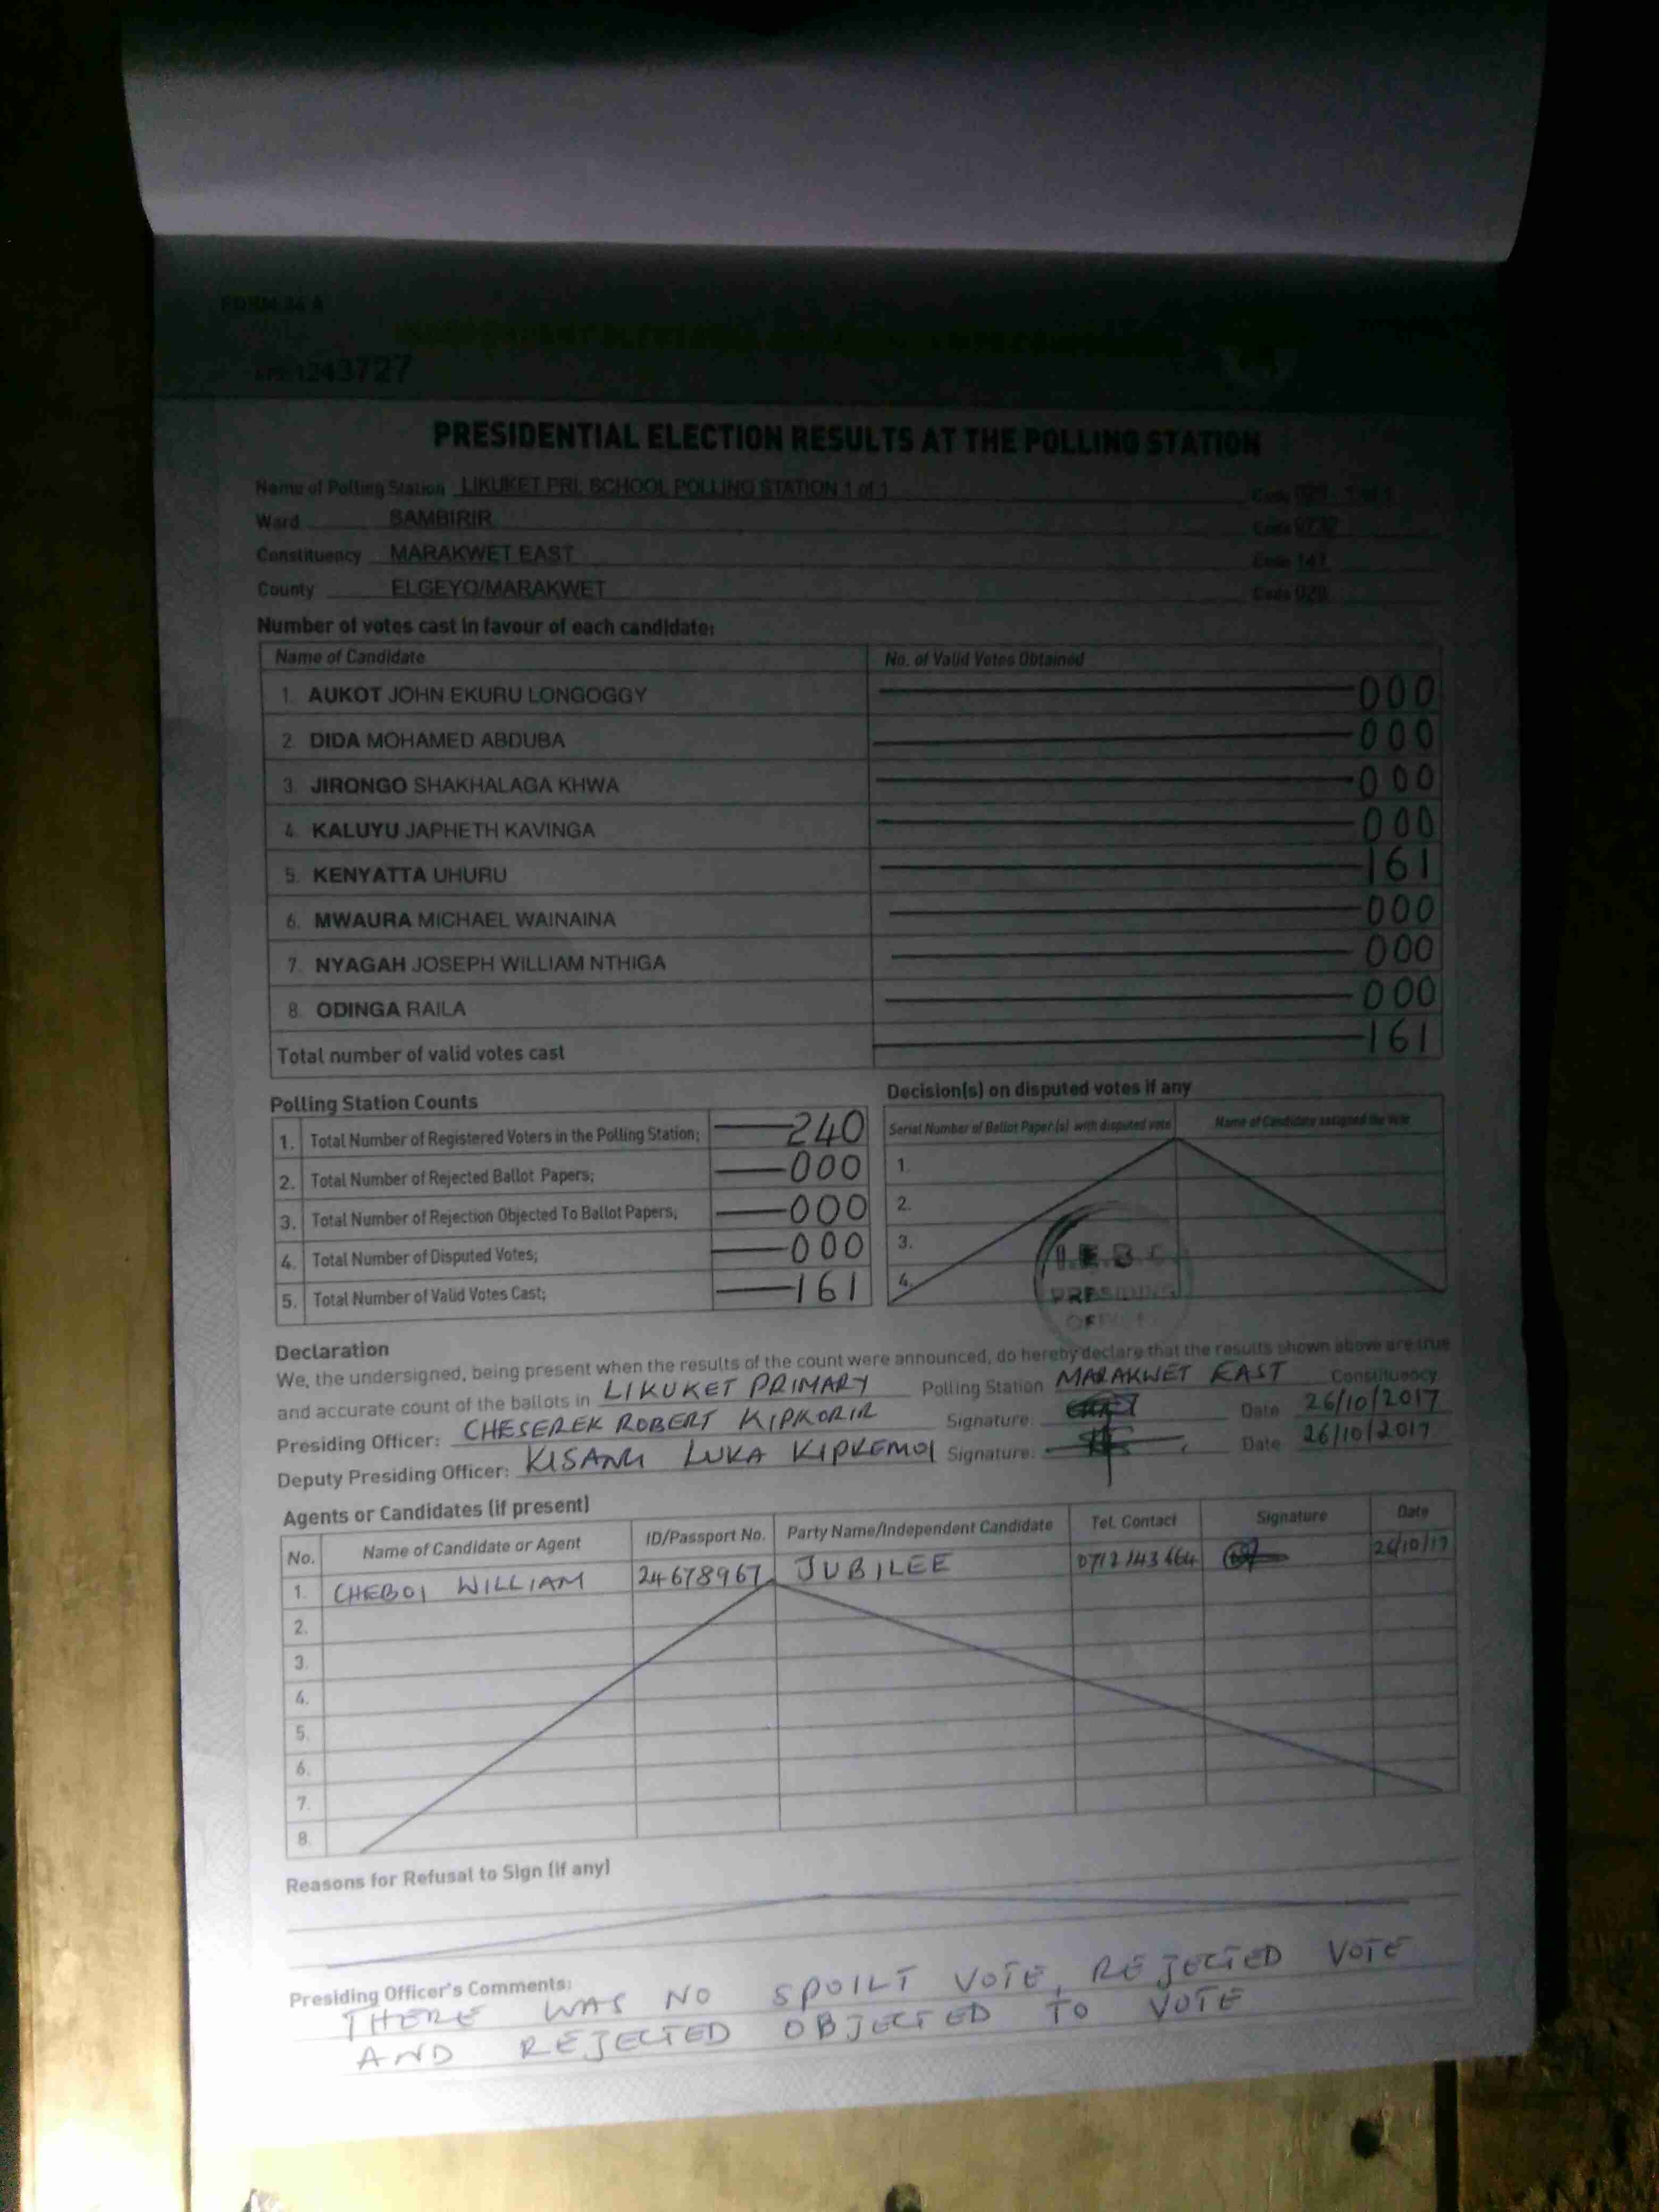 FORM 34 A
1243727
PRESIDENTIAL ELECTION RESULTS AT THE POLLING STATION
Name of Polling Station LIKUKET PRI. SCHOOL POLLING STATION 1 of 1
Ward SAMBIRIR
Constituency MARAKWET EAST Code 147
County ELGEYO/MARAKWET Code 028
Number of votes cast in favour of each candidate:
Name of Candidate No. of Valid Votes Obtained
1. AUKOT JOHN EKURU LONGOGGY 000
2. DIDA MOHAMED ABDUBA 000
3. JIRONGO SHAKHALAGA KHWA 000
4. KALUYU JAPHETH KAVINGA 000
5. KENYATTA UHURU 161
6. MWAURA MICHAEL WAINAINA 000
7. NYAGAH JOSEPH WILLIAM NTHIGA 000
8. ODINGA RAILA 000
Total number of valid votes cast 161
Polling Station Counts
1. Total Number of Registered Voters in the Polling Station; 240
2. Total Number of Rejected Ballot Papers; 000
3. Total Number of Rejection Objected To Ballot Papers; 000
4. Total Number of Disputed Votes; 000
5. Total Number of Valid Votes Cast; 161
Decision(s) on disputed votes if any
Serial Number of Ballot Paper (s) with disputed vote Name of Candidate assigned the vote
1.
2.
3.
4.
I.E.B.C
PRESIDING
Declaration
We, the undersigned, being present when the results of the count were announced, do hereby declare that the results shown above are true
and accurate count of the ballots in LIKUKET PRIMARY Polling Station MARAKWET EAST Constituency
Presiding Officer: CHESEREK ROBERT KIPKORIR Signature: Date 26/10/2017
Deputy Presiding Officer: KISANG LUKA KIPKEMOI Signature: Date 26/10/2017
Agents or Candidates (if present)
No. Name of Candidate or Agent ID/Passport No. Party Name/Independent Candidate Tel. Contact Signature Date
1. CHEBOI WILLIAM 24678967 JUBILEE 0712143464 26/10/17
2.
3.
4.
5.
6.
7.
8.
Reasons for Refusal to Sign (if any)
Presiding Officer's Comments:
THERE WAS NO SPOILT VOTE, REJECTED VOTE
AND REJECTED OBJECTED TO VOTE